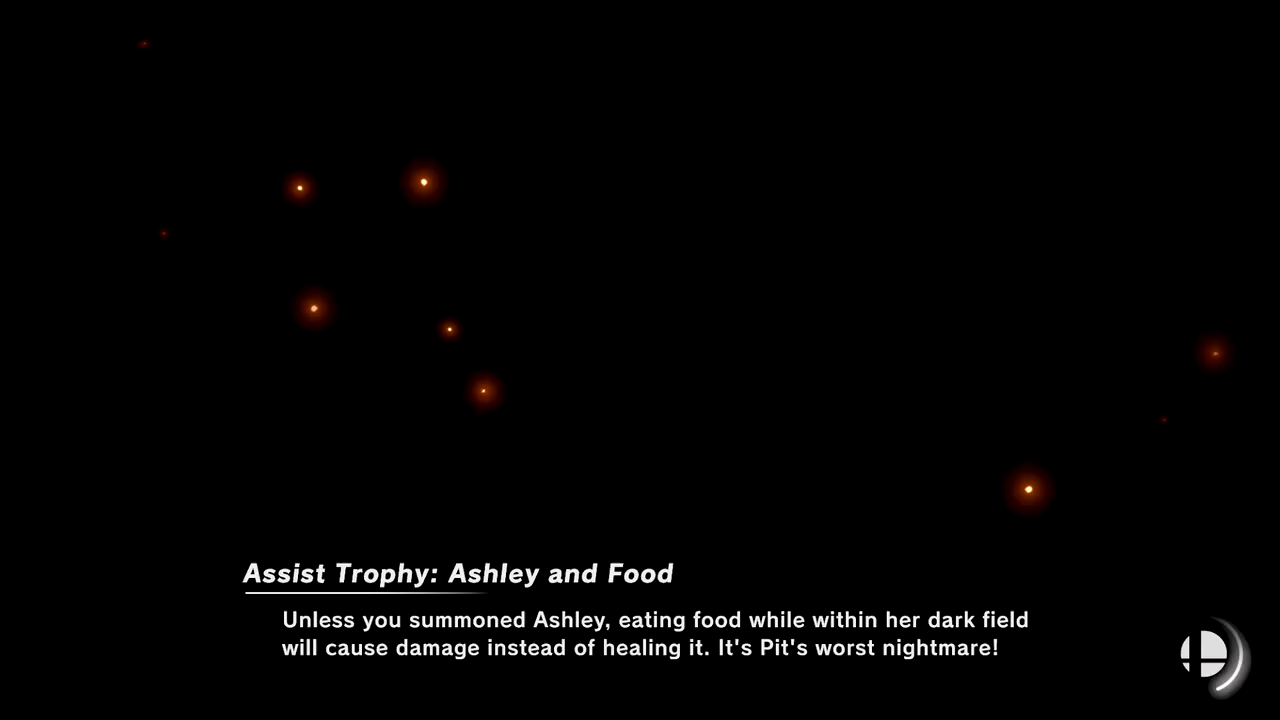 Assist Trophy: Ashley and Food
Unless you summoned Ashley, eating food while within her dark field
will cause damage instead of healing it. It's Pit's worst nightmare!